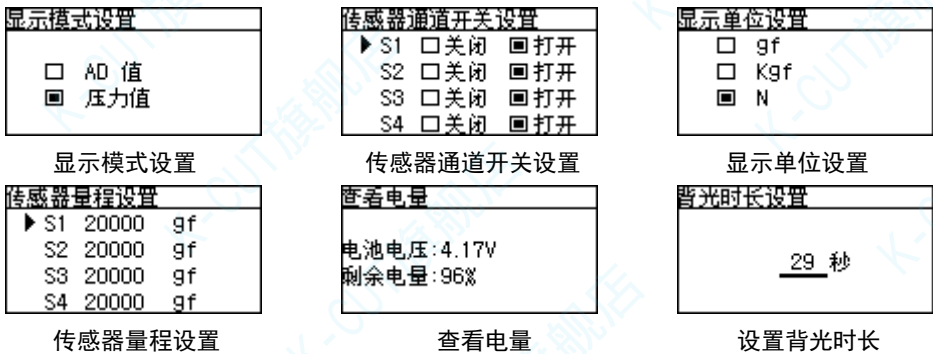 显示模式设置
□ AD 值
▣ 压力值
显示模式设置
传感器通道开关设置
▶ S1 □关闭 ▣打开
S2 □关闭 ▣打开
S3 □关闭 ▣打开
S4 □关闭 ▣打开
传感器通道开关设置
显示单位设置
□ gf
□ Kgf
▣ N
显示单位设置
传感器量程设置
▶ S1 20000 gf
S2 20000 gf
S3 20000 gf
S4 20000 gf
传感器量程设置
查看电量
电池电压:4.17V
剩余电量:96%
查看电量
背光时长设置
29 秒
设置背光时长
K-CUT旗舰店